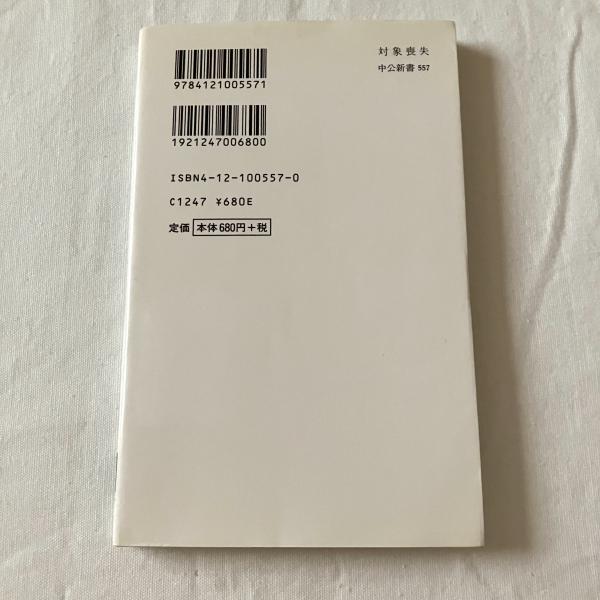 対象喪失
中公新書 557
9784121005571
1921247006800
ISBN4-12-100557-0
C1247 ¥680E
定価 本体680円+税